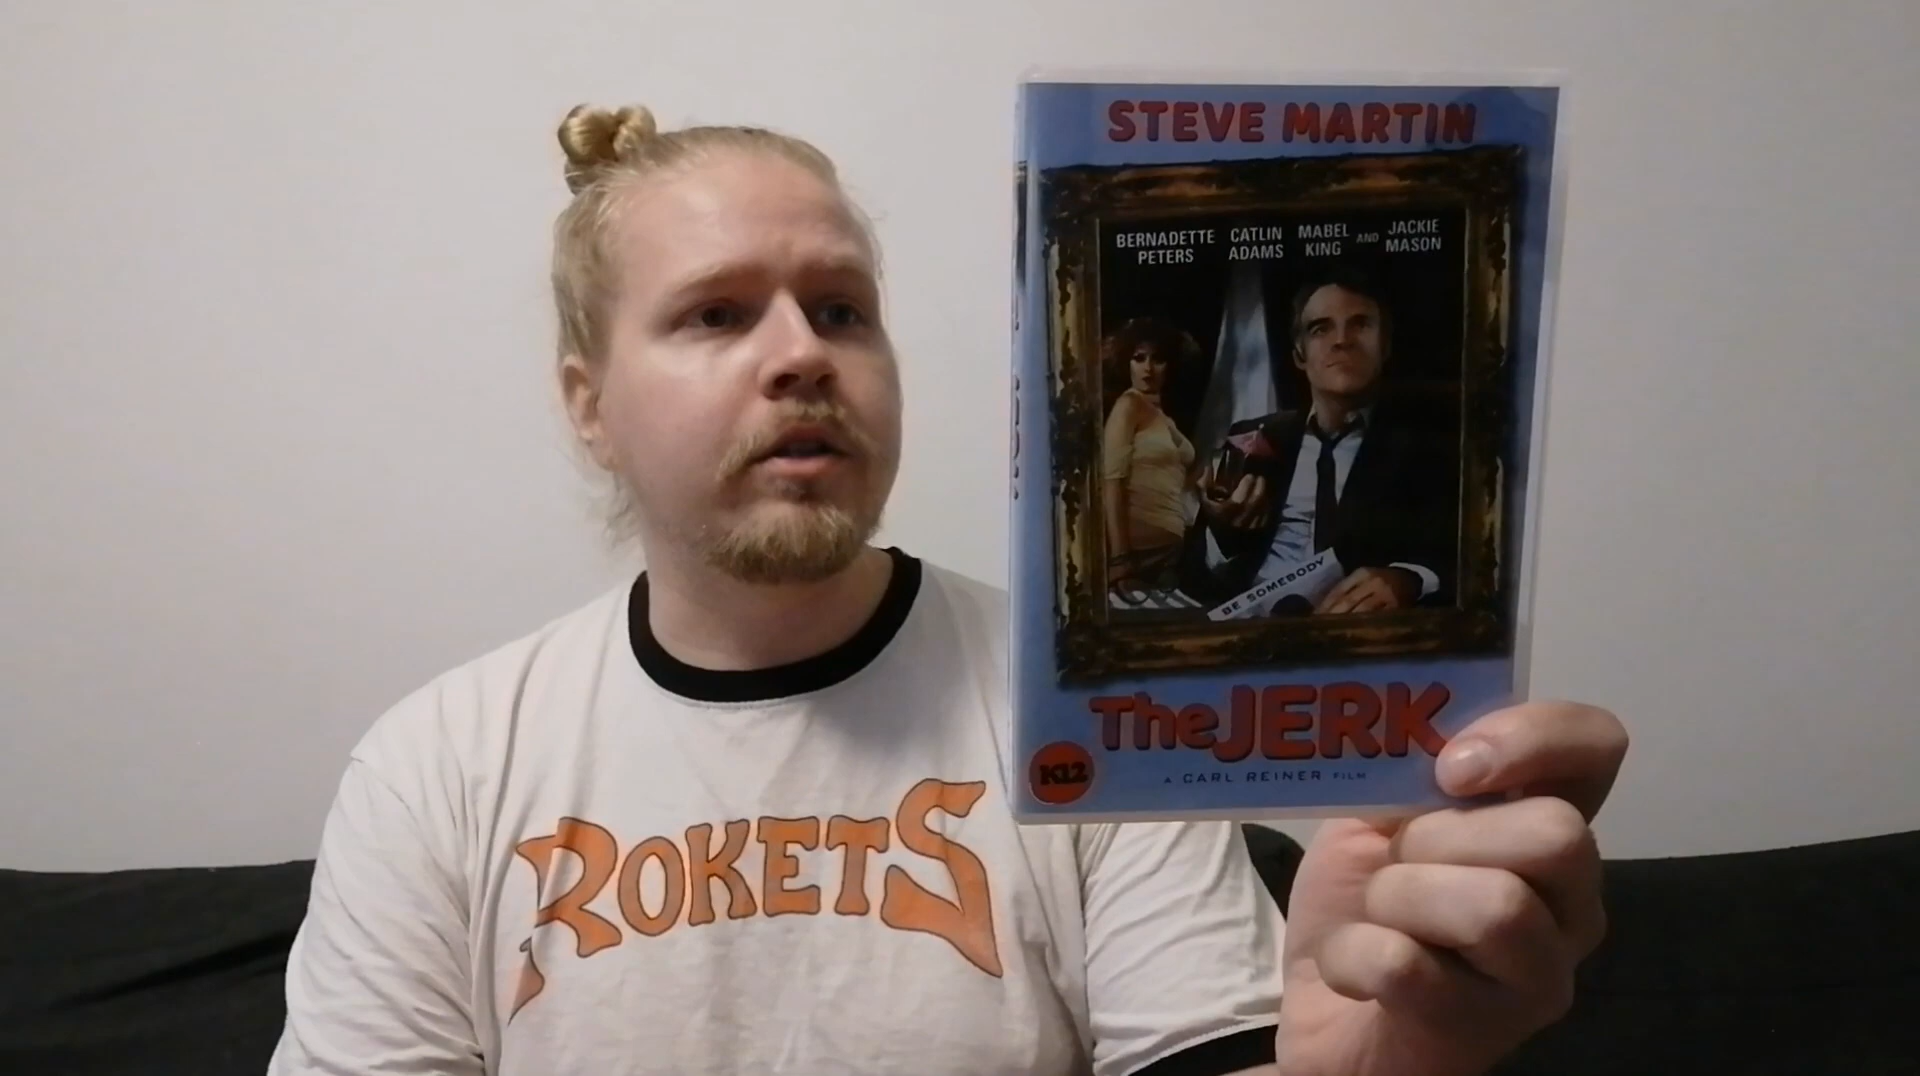 STEVE MARTIN
BERNADETTE PETERS
CATLIN ADAMS
MABEL KING
AND
JACKIE MASON
BE SOMEBODY
The JERK
A CARL REINER FILM
K12
ROKETS